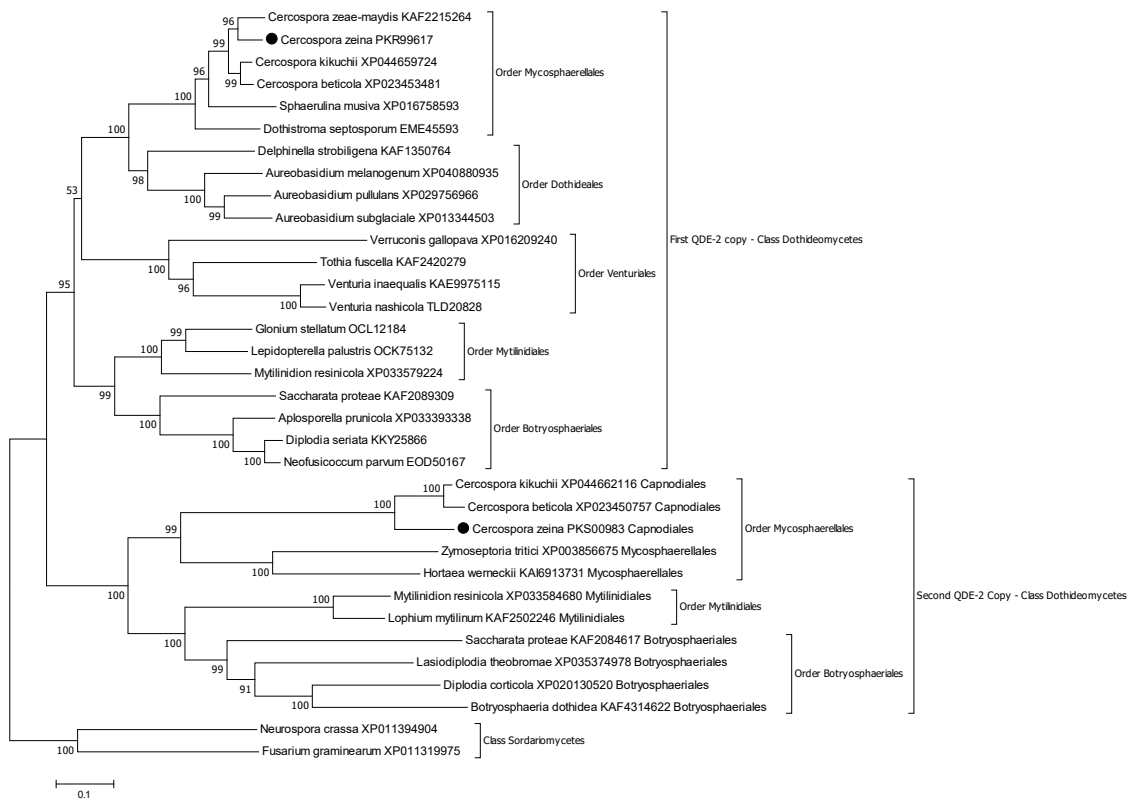 Cercospora zeae-maydis KAF2215264
96
Cercospora zeina PKR99617
99
Cercospora kikuchii XP044659724
96
99
Cercospora beticola XP023453481
Order Mycosphaerellales
100
Sphaerulina musiva XP016758593
100
Dothistroma septosporum EME45593
Delphinella strobiligena KAF1350764
98
Aureobasidium melanogenum XP040880935
Order Dothideales
100
Aureobasidium pullulans XP029756966
53
99
Aureobasidium subglaciale XP013344503
Verruconis gallopava XP016209240
First QDE-2 copy - Class Dothideomycetes
100
Tothia fuscella KAF2420279
Order Venturiales
96
Venturia inaequalis KAE9975115
95
100
Venturia nashicola TLD20828
99
Glonium stellatum OCL12184
100
Lepidopterella palustris OCK75132
Order Mytilinidiales
Mytilinidion resinicola XP033579224
99
Saccharata proteae KAF2089309
100
Aplosporella prunicola XP033393338
Order Botryosphaeriales
100
Diplodia seriata KKY25866
100
Neofusicoccum parvum EOD50167
100
Cercospora kikuchii XP044662116 Capnodiales
100
Cercospora beticola XP023450757 Capnodiales
99
Cercospora zeina PKS00983 Capnodiales
Order Mycosphaerellales
Zymoseptoria tritici XP003856675 Mycosphaerellales
100
Hortaea werneckii KAI6913731 Mycosphaerellales
100
100
Mytilinidion resinicola XP033584680 Mytilinidiales
Second QDE-2 Copy - Class Dothideomycetes
Order Mytilinidiales
Lophium mytilinum KAF2502246 Mytilinidiales
100
Saccharata proteae KAF2084617 Botryosphaeriales
99
Lasiodiplodia theobromae XP035374978 Botryosphaeriales
Order Botryosphaeriales
91
Diplodia corticola XP020130520 Botryosphaeriales
100
Botryosphaeria dothidea KAF4314622 Botryosphaeriales
Neurospora crassa XP011394904
Class Sordariomycetes
100
Fusarium graminearum XP011319975
0.1